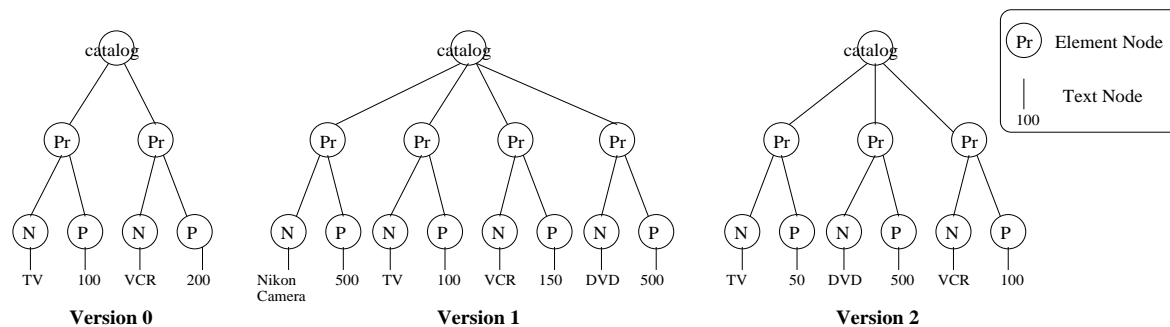 catalog
Pr Pr
N P N P
TV 100 VCR 200
Version 0
catalog
Pr Pr Pr Pr
N P N P N P N P
Nikon Camera 500 TV 100 VCR 150 DVD 500
Version 1
catalog
Pr Pr Pr
N P N P N P
TV 50 DVD 500 VCR 100
Version 2
Pr Element Node
Text Node
100